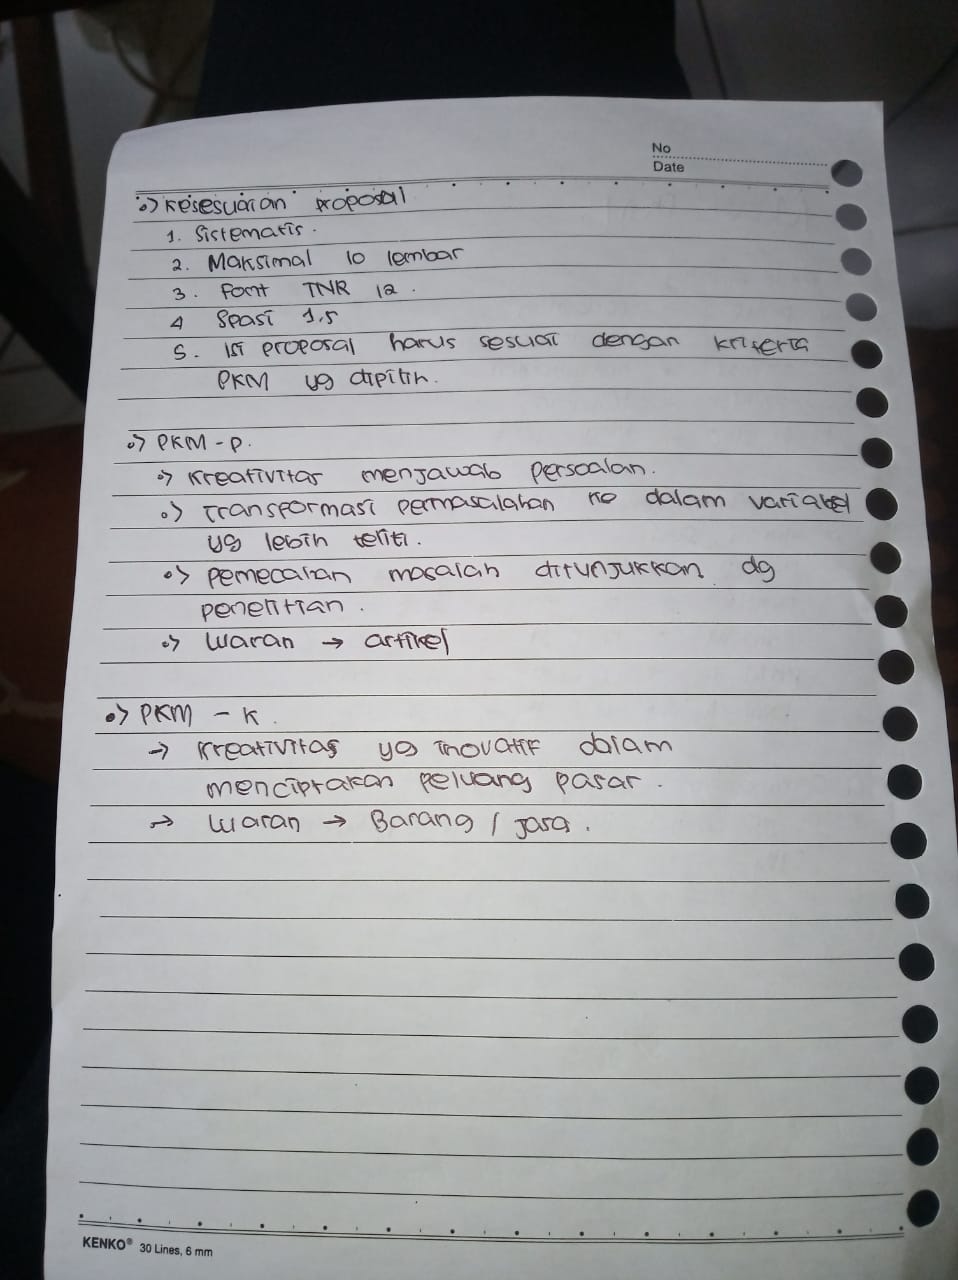 No
Date
•> Kesesuaian proposal
1. Sistematis.
2. Maksimal 10 lembar
3. Font TNR 12.
4 Spasi 1,5
5. Isi proposal harus sesuai dengan kriteria
PKM yg dipilih.
•> PKM - P.
•> Kreativitas menjawab persoalan.
•> Transformasi permasalahan ke dalam variabel
yg lebih teliti.
•> Pemecahan masalah ditunjukkan dg
penelitian.
•> Luaran → artikel
•> PKM - K.
→ Kreativitas yg inovatif dalam
menciptakan peluang pasar.
→ Luaran → Barang / jasa.
KENKO® 30 Lines, 6 mm